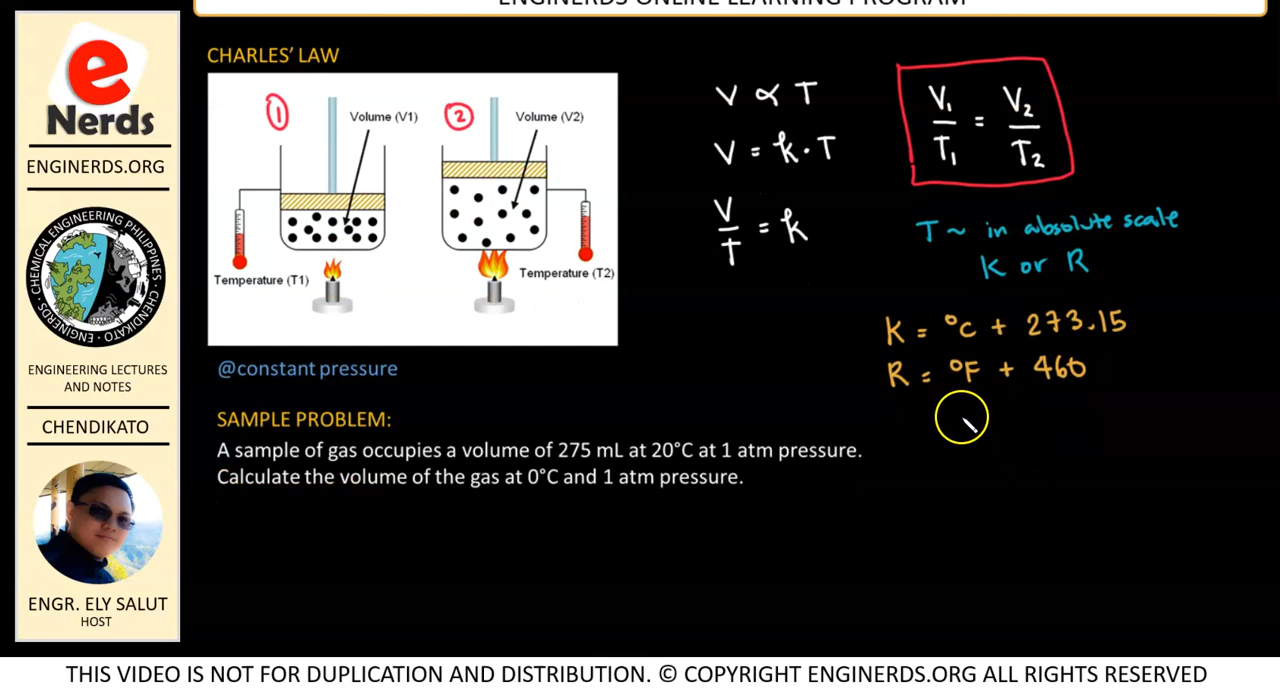 ENGINERDS ONLINE LEARNING PROGRAM
e
Nerds
ENGINERDS.ORG
CHEMICAL ENGINEERING PHILIPPINES
CHENDIKATO ENGINERDS
ENGINEERING LECTURES
AND NOTES
CHENDIKATO
ENGR. ELY SALUT
HOST
CHARLES' LAW
1
Volume (V1)
2
Volume (V2)
Temperature (T1)
Temperature (T2)
@constant pressure
V ∝ T
V = k · T
V/T = k
V₁/T₁ = V₂/T₂
T ~ in absolute scale
K or R
K = °C + 273.15
R = °F + 460
SAMPLE PROBLEM:
A sample of gas occupies a volume of 275 mL at 20°C at 1 atm pressure.
Calculate the volume of the gas at 0°C and 1 atm pressure.
THIS VIDEO IS NOT FOR DUPLICATION AND DISTRIBUTION. © COPYRIGHT ENGINERDS.ORG ALL RIGHTS RESERVED